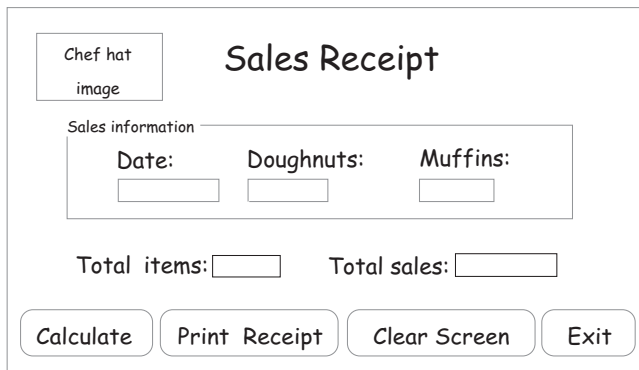 Chef hat
image
Sales Receipt
Sales information
Date: Doughnuts: Muffins:
Total items: Total sales:
Calculate Print Receipt Clear Screen Exit